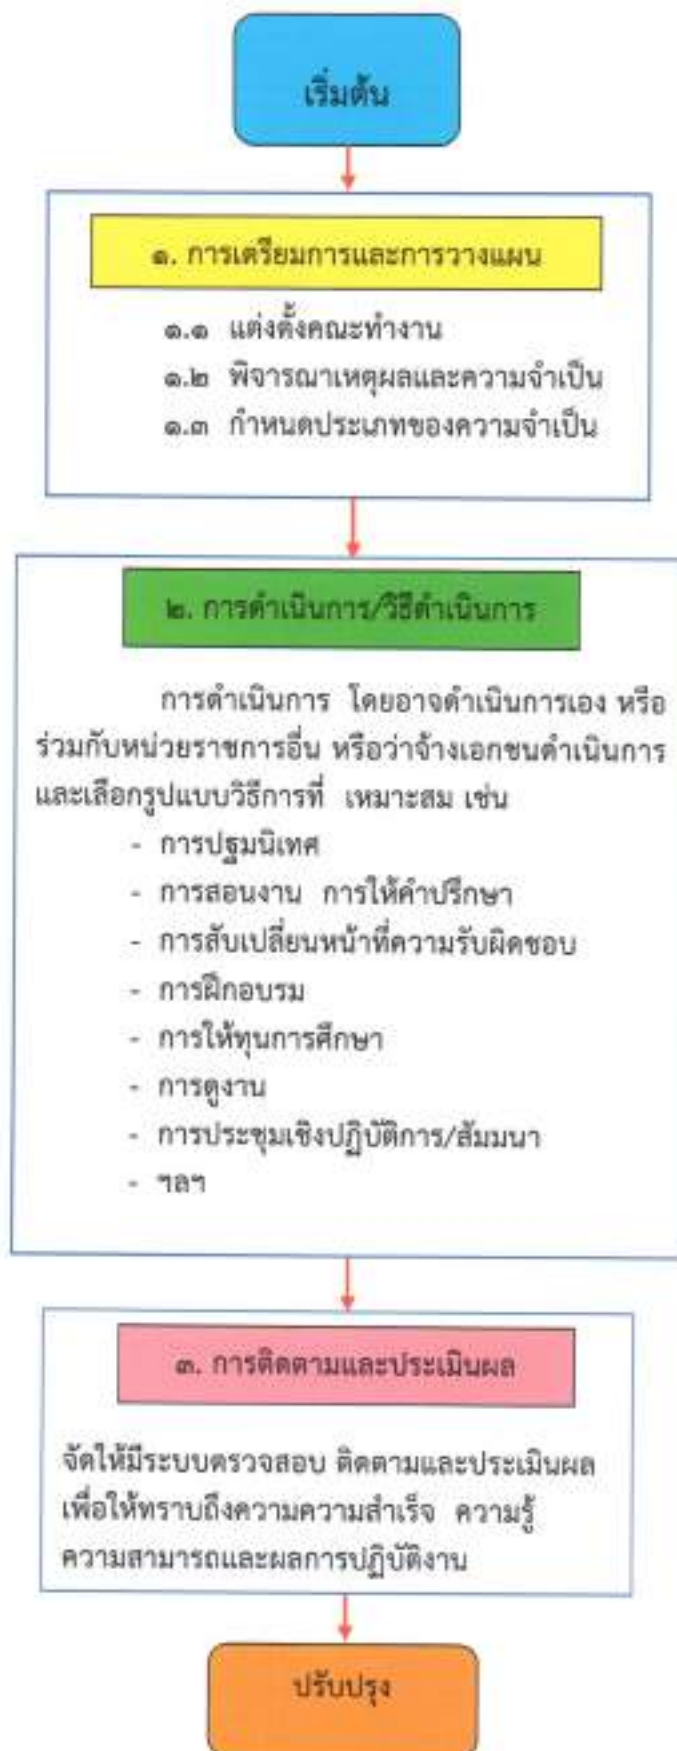 เริ่มต้น
๑. การเตรียมการและการวางแผน
๑.๑ แต่งตั้งคณะทำงาน
๑.๒ พิจารณาเหตุผลและความจำเป็น
๑.๓ กำหนดประเภทของความจำเป็น
๒. การดำเนินการ/วิธีดำเนินการ
การดำเนินการ โดยอาจดำเนินการเอง หรือ
ร่วมกับหน่วยราชการอื่น หรือว่าจ้างเอกชนดำเนินการ
และเลือกรูปแบบวิธีการที่ เหมาะสม เช่น
- การปฐมนิเทศ
- การสอนงาน การให้คำปรึกษา
- การสับเปลี่ยนหน้าที่ความรับผิดชอบ
- การฝึกอบรม
- การให้ทุนการศึกษา
- การดูงาน
- การประชุมเชิงปฏิบัติการ/สัมมนา
- ฯลฯ
๓. การติดตามและประเมินผล
จัดให้มีระบบตรวจสอบ ติดตามและประเมินผล
เพื่อให้ทราบถึงความความสำเร็จ ความรู้
ความสามารถและผลการปฏิบัติงาน
ปรับปรุง